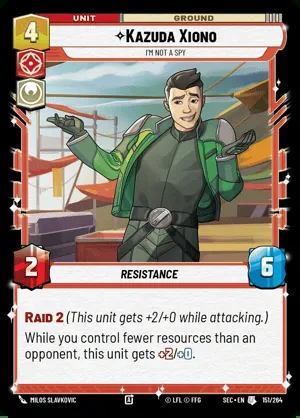 UNIT
GROUND
4
✧KAZUDA XIONO
I'M NOT A SPY
2
RESISTANCE
6
RAID 2 (This unit gets +2/+0 while attacking.)
While you control fewer resources than an
opponent, this unit gets +2/+0.
MILOS SLAVKOVIC
© LFL © FFG
SEC • EN
151/264